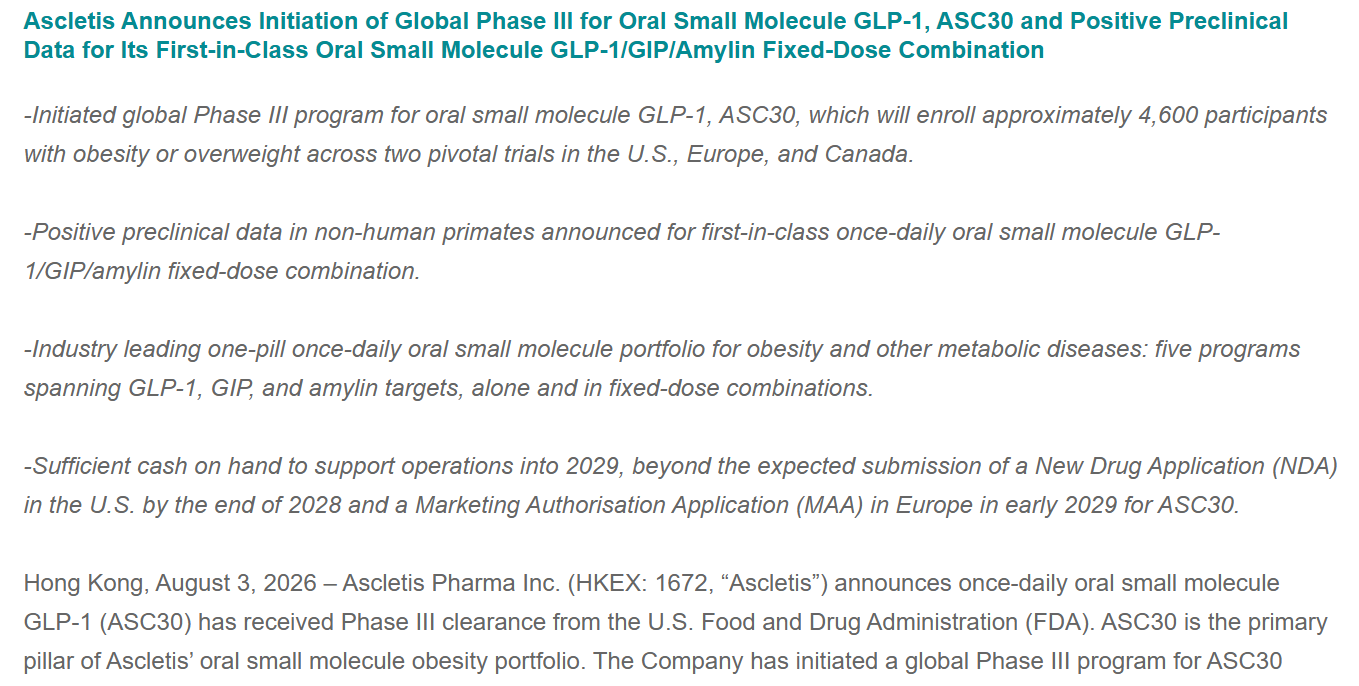 Ascletis Announces Initiation of Global Phase III for Oral Small Molecule GLP-1, ASC30 and Positive Preclinical
Data for Its First-in-Class Oral Small Molecule GLP-1/GIP/Amylin Fixed-Dose Combination
-Initiated global Phase III program for oral small molecule GLP-1, ASC30, which will enroll approximately 4,600 participants
with obesity or overweight across two pivotal trials in the U.S., Europe, and Canada.
-Positive preclinical data in non-human primates announced for first-in-class once-daily oral small molecule GLP-
1/GIP/amylin fixed-dose combination.
-Industry leading one-pill once-daily oral small molecule portfolio for obesity and other metabolic diseases: five programs
spanning GLP-1, GIP, and amylin targets, alone and in fixed-dose combinations.
-Sufficient cash on hand to support operations into 2029, beyond the expected submission of a New Drug Application (NDA)
in the U.S. by the end of 2028 and a Marketing Authorisation Application (MAA) in Europe in early 2029 for ASC30.
Hong Kong, August 3, 2026 – Ascletis Pharma Inc. (HKEX: 1672, “Ascletis”) announces once-daily oral small molecule
GLP-1 (ASC30) has received Phase III clearance from the U.S. Food and Drug Administration (FDA). ASC30 is the primary
pillar of Ascletis’ oral small molecule obesity portfolio. The Company has initiated a global Phase III program for ASC30